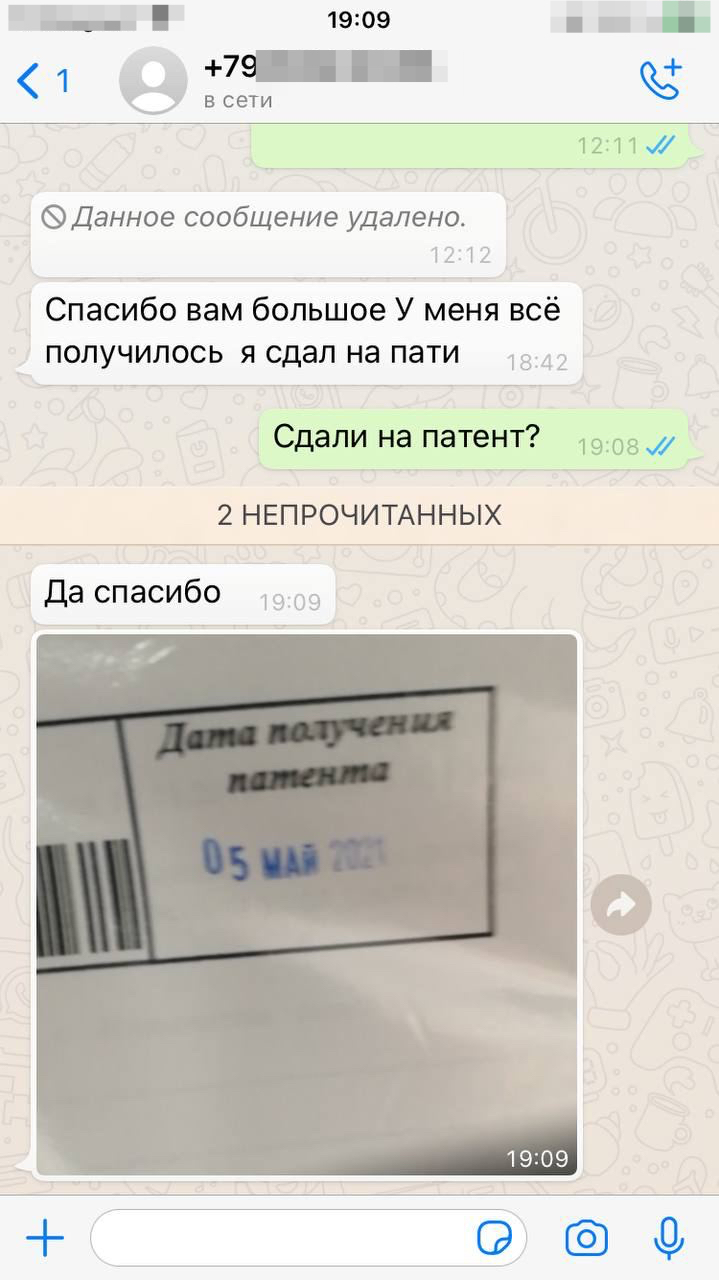 19:09
1
+79
в сети
12:11
Данное сообщение удалено.
12:12
Спасибо вам большое У меня всё
получилось я сдал на пати
18:42
Сдали на патент?
19:08
2 НЕПРОЧИТАННЫХ
Да спасибо
19:09
Дата получения
патента
05 МАЙ 2021
19:09